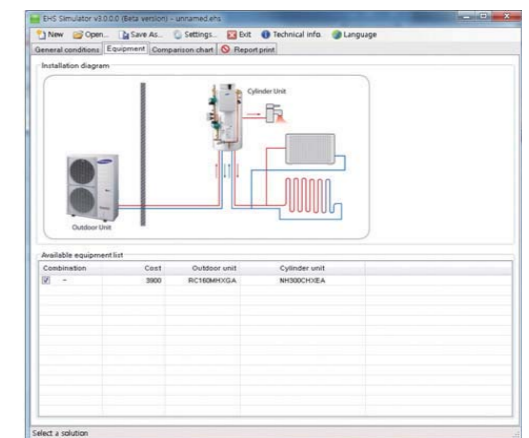 EHS Simulator v3.0.0.0 (Beta version) - unnamed.ehs
New Open... Save As... Settings... Exit Technical info. Language
General conditions Equipment Comparison chart Report print
Installation diagram
Cylinder Unit
Outdoor Unit
Available equipment list
Combination Cost Outdoor unit Cylinder unit
- 3900 RC160MHXGA NH300CHXEA
Select a solution